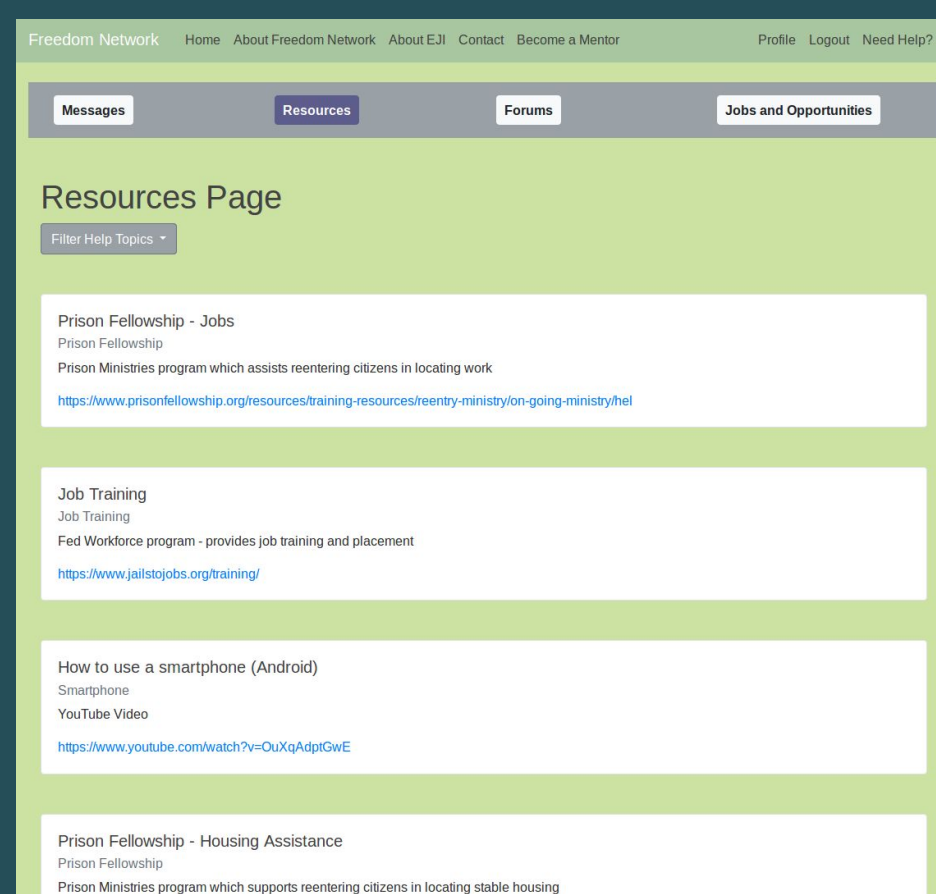 Freedom Network Home About Freedom Network About EJI Contact Become a Mentor Profile Logout Need Help?
Messages Resources Forums Jobs and Opportunities
Resources Page
Filter Help Topics
Prison Fellowship - Jobs
Prison Fellowship
Prison Ministries program which assists reentering citizens in locating work
https://www.prisonfellowship.org/resources/training-resources/reentry-ministry/on-going-ministry/hel
Job Training
Job Training
Fed Workforce program - provides job training and placement
https://www.jailstojobs.org/training/
How to use a smartphone (Android)
Smartphone
YouTube Video
https://www.youtube.com/watch?v=OuXqAdptGwE
Prison Fellowship - Housing Assistance
Prison Fellowship
Prison Ministries program which supports reentering citizens in locating stable housing